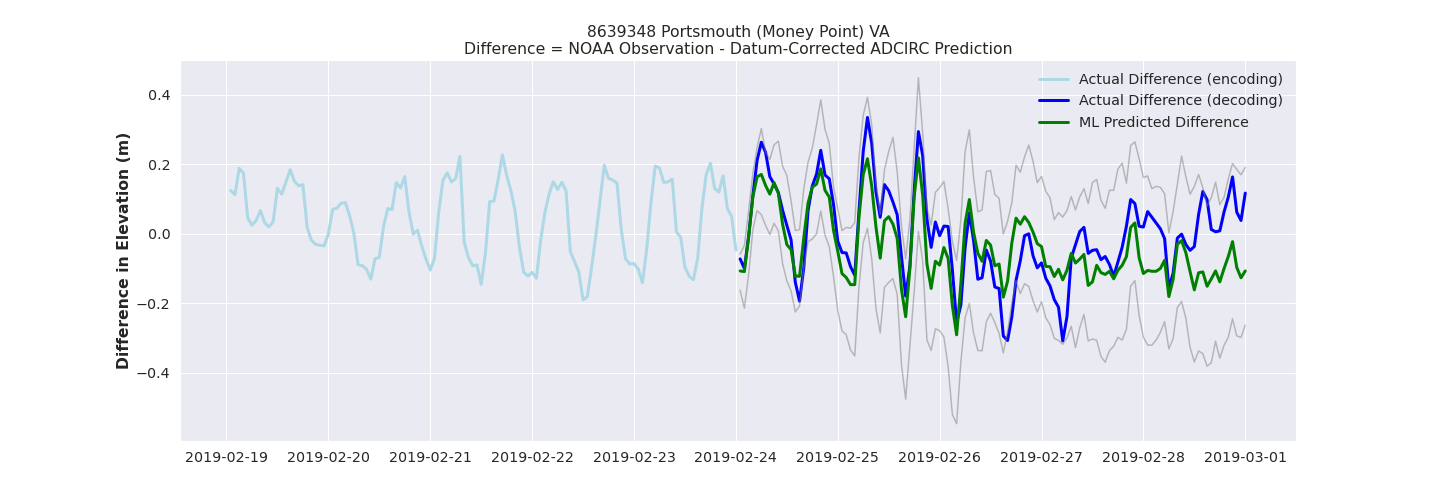 8639348 Portsmouth (Money Point) VA
Difference = NOAA Observation - Datum-Corrected ADCIRC Prediction
Difference in Elevation (m)
0.4
0.2
0.0
−0.2
−0.4
Actual Difference (encoding)
Actual Difference (decoding)
ML Predicted Difference
2019-02-19 2019-02-20 2019-02-21 2019-02-22 2019-02-23 2019-02-24 2019-02-25 2019-02-26 2019-02-27 2019-02-28 2019-03-01